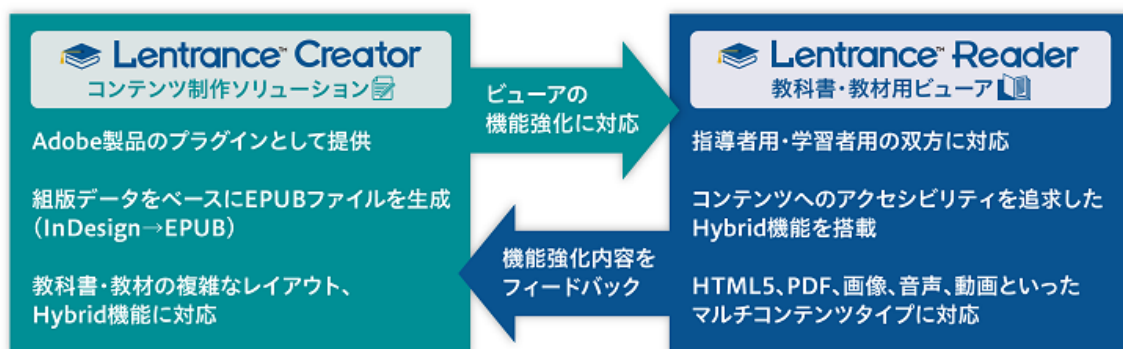 Lentrance™ Creator
コンテンツ制作ソリューション
Adobe製品のプラグインとして提供
組版データをベースにEPUBファイルを生成
（InDesign→EPUB）
教科書・教材の複雑なレイアウト、
Hybrid機能に対応
ビューアの
機能強化に対応
機能強化内容を
フィードバック
Lentrance™ Reader
教科書・教材用ビューア
指導者用・学習者用の双方に対応
コンテンツへのアクセシビリティを追求した
Hybrid機能を搭載
HTML5、PDF、画像、音声、動画といった
マルチコンテンツタイプに対応